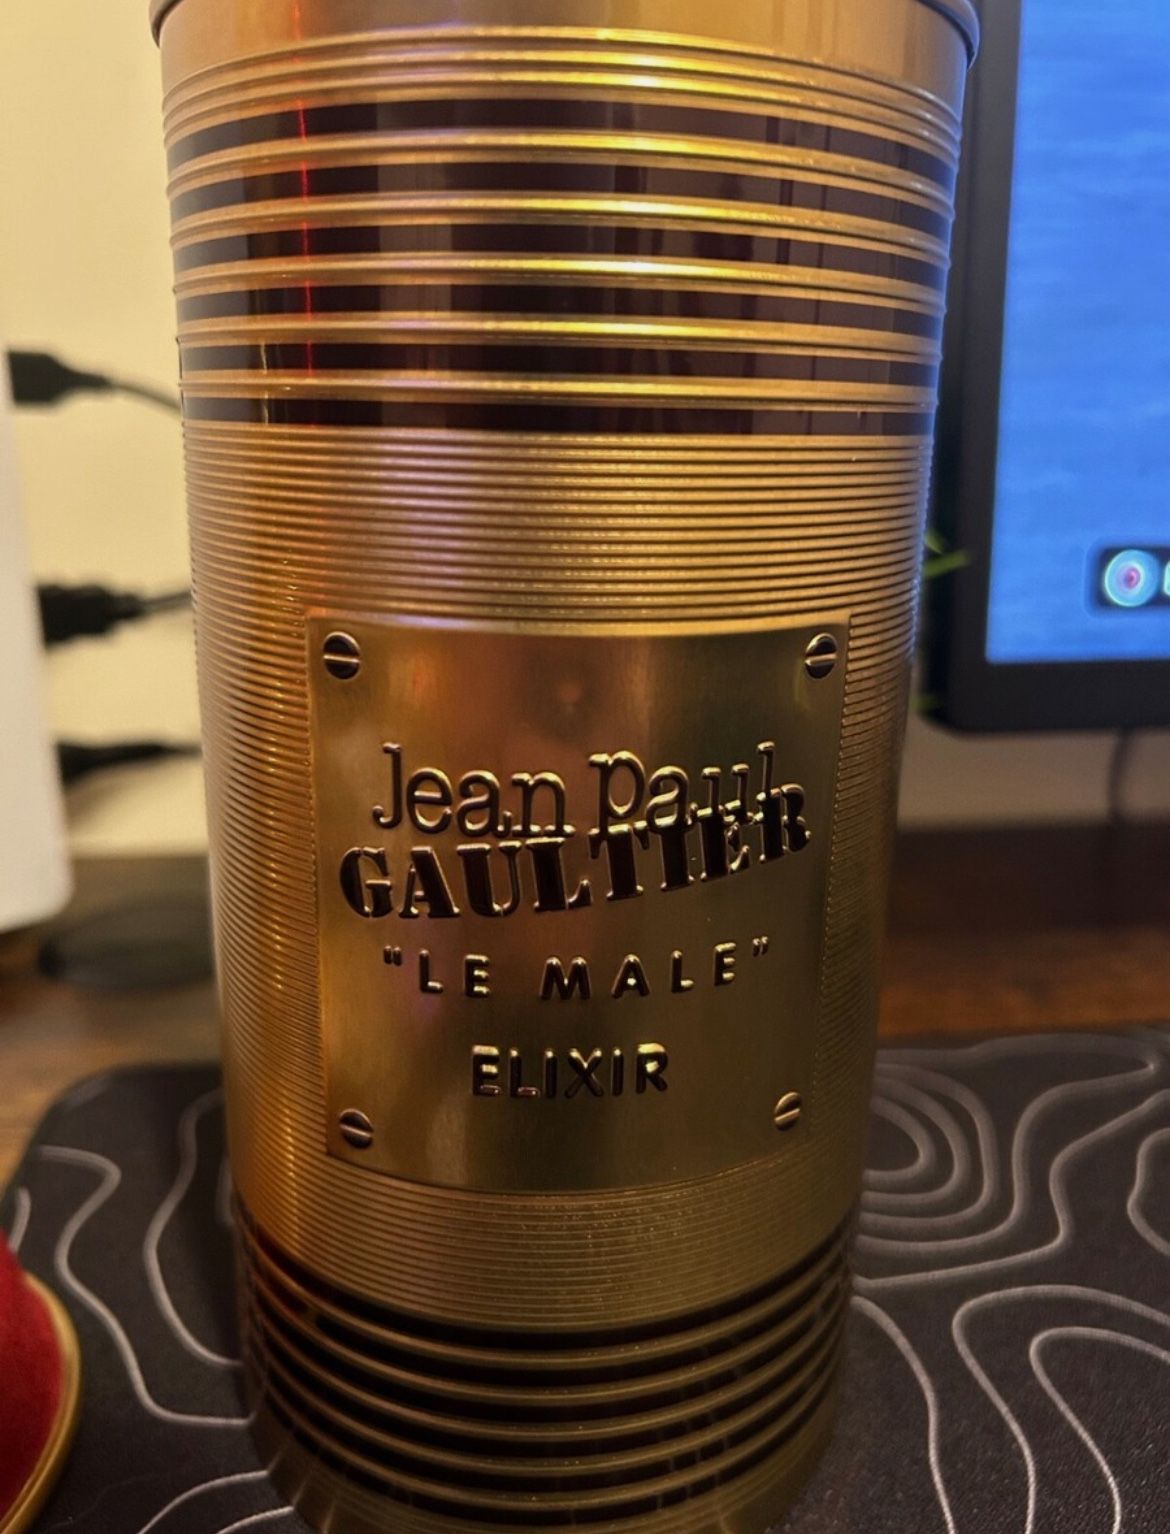 Jean Paul
GAULTIER
"LE MALE"
ELIXIR